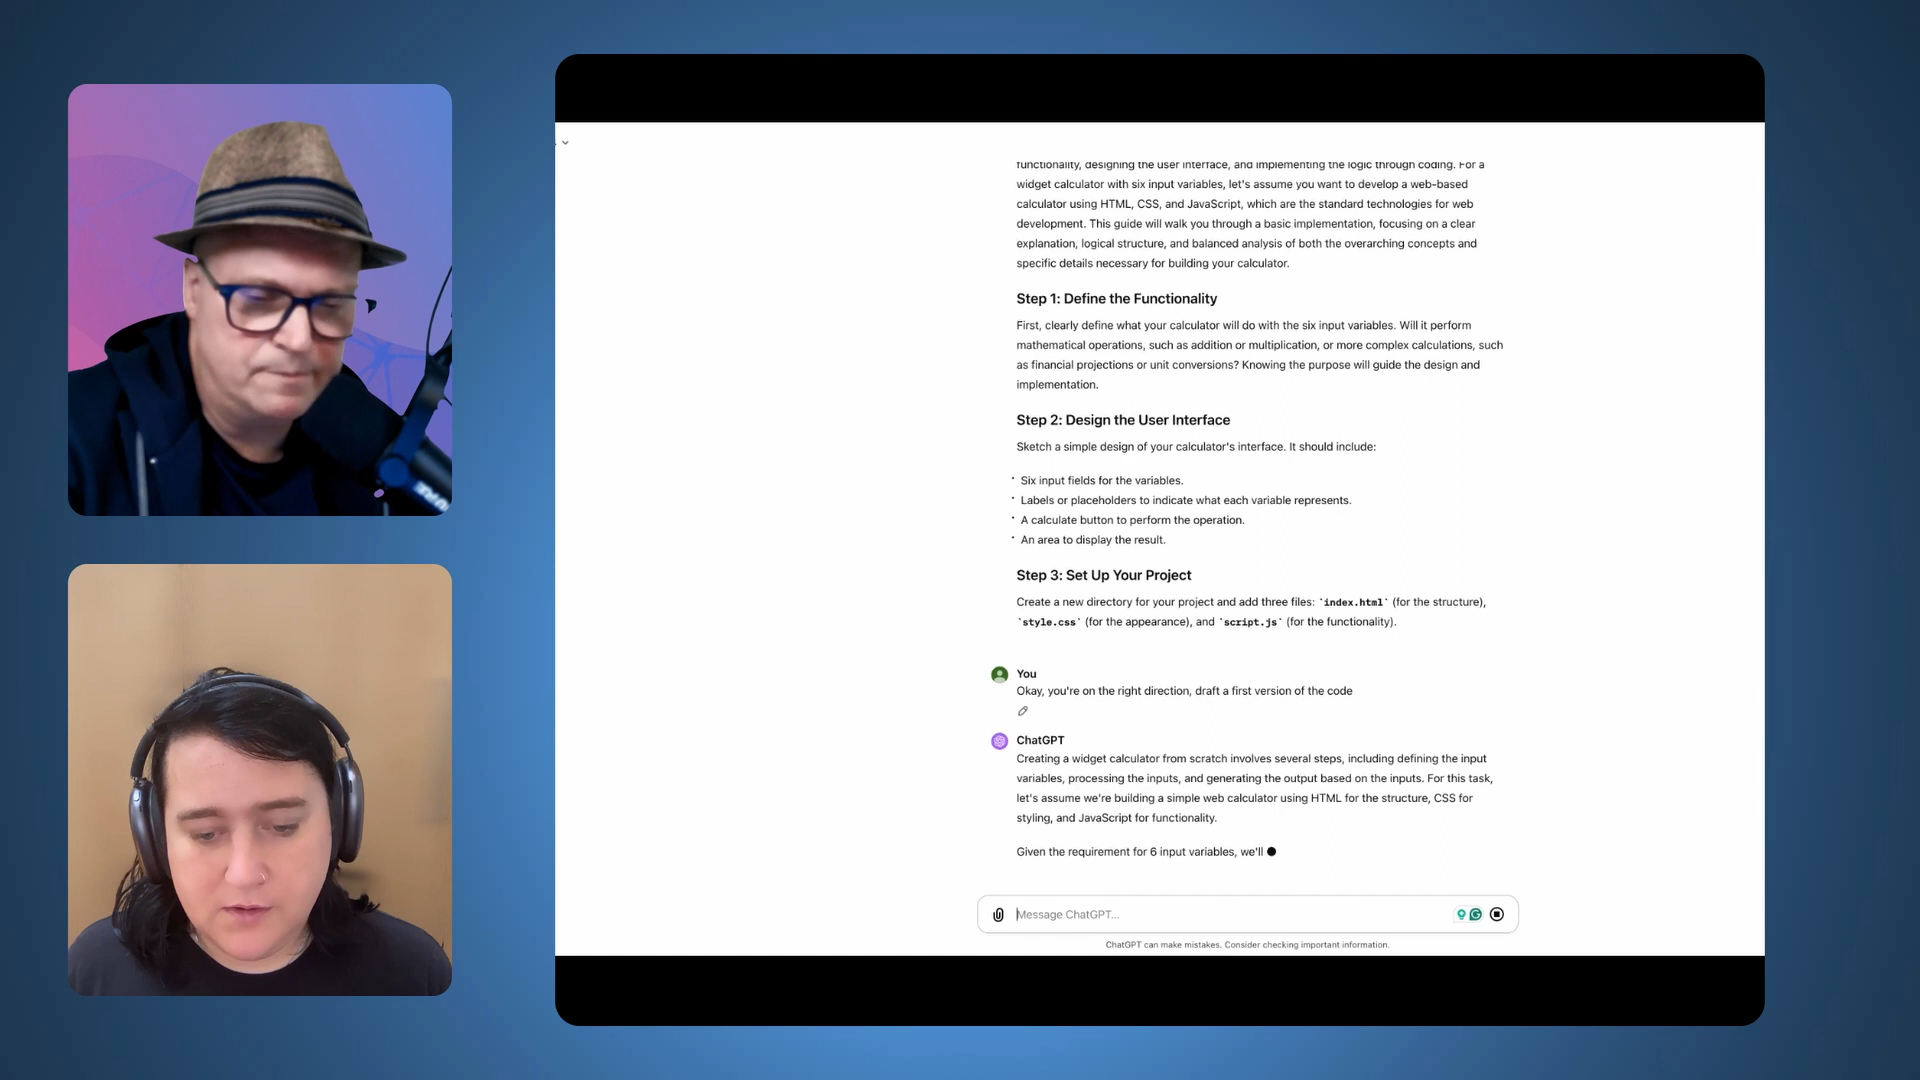 functionality, designing the user interface, and implementing the logic through coding. For a
widget calculator with six input variables, let's assume you want to develop a web-based
calculator using HTML, CSS, and JavaScript, which are the standard technologies for web
development. This guide will walk you through a basic implementation, focusing on a clear
explanation, logical structure, and balanced analysis of both the overarching concepts and
specific details necessary for building your calculator.
Step 1: Define the Functionality
First, clearly define what your calculator will do with the six input variables. Will it perform
mathematical operations, such as addition or multiplication, or more complex calculations, such
as financial projections or unit conversions? Knowing the purpose will guide the design and
implementation.
Step 2: Design the User Interface
Sketch a simple design of your calculator's interface. It should include:
· Six input fields for the variables.
· Labels or placeholders to indicate what each variable represents.
· A calculate button to perform the operation.
· An area to display the result.
Step 3: Set Up Your Project
Create a new directory for your project and add three files: `index.html` (for the structure),
`style.css` (for the appearance), and `script.js` (for the functionality).
You
Okay, you're on the right direction, draft a first version of the code
ChatGPT
Creating a widget calculator from scratch involves several steps, including defining the input
variables, processing the inputs, and generating the output based on the inputs. For this task,
let's assume we're building a simple web calculator using HTML for the structure, CSS for
styling, and JavaScript for functionality.
Given the requirement for 6 input variables, we'll
Message ChatGPT...
ChatGPT can make mistakes. Consider checking important information.